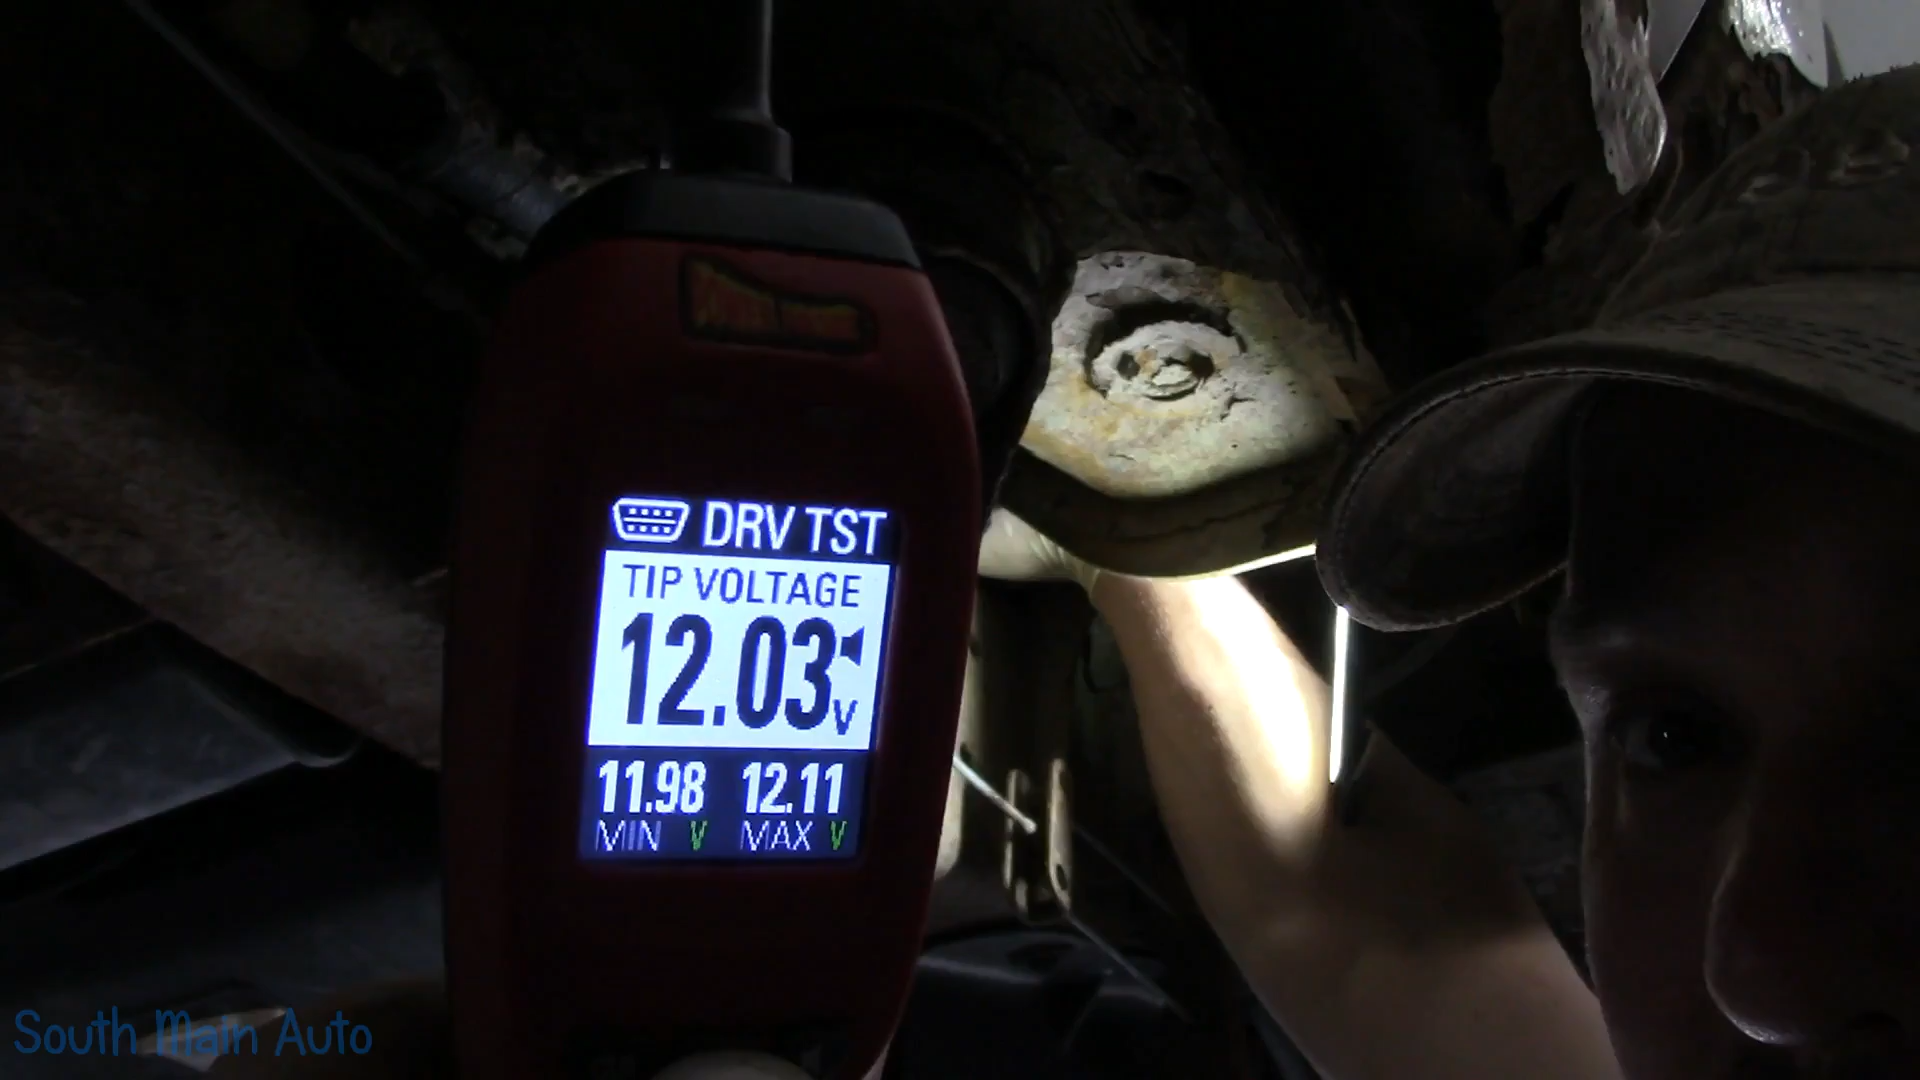 DRV TST
TIP VOLTAGE
12.03 V
11.98 12.11
MIN V MAX V
South Main Auto